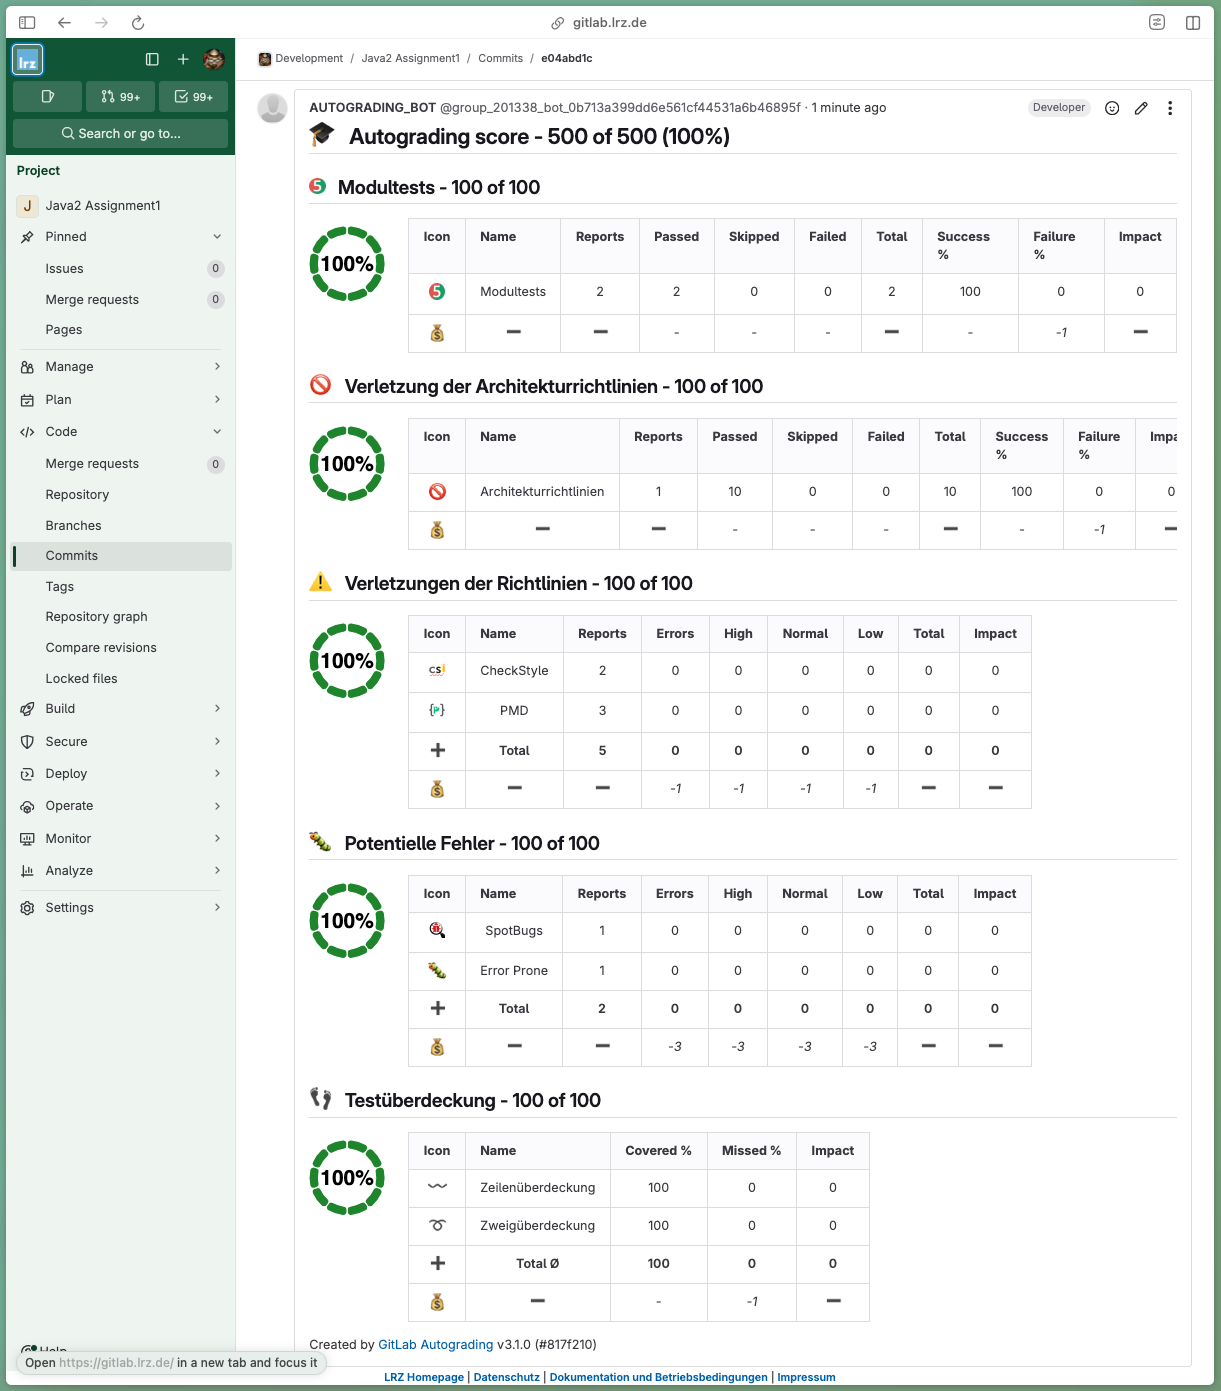 gitlab.lrz.de
lrz
99+
99+
Search or go to...
Project
J Java2 Assignment1
Pinned
Issues 0
Merge requests 0
Pages
Manage
Plan
Code
Merge requests 0
Repository
Branches
Commits
Tags
Repository graph
Compare revisions
Locked files
Build
Secure
Deploy
Operate
Monitor
Analyze
Settings
Help
Open https://gitlab.lrz.de/ in a new tab and focus it
Development / Java2 Assignment1 / Commits / e04abd1c
AUTOGRADING_BOT @group_201338_bot_0b713a399dd6e561cf44531a6b46895f · 1 minute ago Developer
Autograding score - 500 of 500 (100%)
Modultests - 100 of 100
100%
Icon Name Reports Passed Skipped Failed Total Success % Failure % Impact
Modultests 2 2 0 0 2 100 0 0
- - - - -1
Verletzung der Architekturrichtlinien - 100 of 100
100%
Icon Name Reports Passed Skipped Failed Total Success % Failure % Impa
Architekturrichtlinien 1 10 0 0 10 100 0 0
- - - - -1
Verletzungen der Richtlinien - 100 of 100
100%
Icon Name Reports Errors High Normal Low Total Impact
CheckStyle 2 0 0 0 0 0 0
PMD 3 0 0 0 0 0 0
Total 5 0 0 0 0 0 0
-1 -1 -1 -1
Potentielle Fehler - 100 of 100
100%
Icon Name Reports Errors High Normal Low Total Impact
SpotBugs 1 0 0 0 0 0 0
Error Prone 1 0 0 0 0 0 0
Total 2 0 0 0 0 0 0
-3 -3 -3 -3
Testüberdeckung - 100 of 100
100%
Icon Name Covered % Missed % Impact
Zeilenüberdeckung 100 0 0
Zweigüberdeckung 100 0 0
Total Ø 100 0 0
- -1
Created by GitLab Autograding v3.1.0 (#817f210)
LRZ Homepage | Datenschutz | Dokumentation und Betriebsbedingungen | Impressum